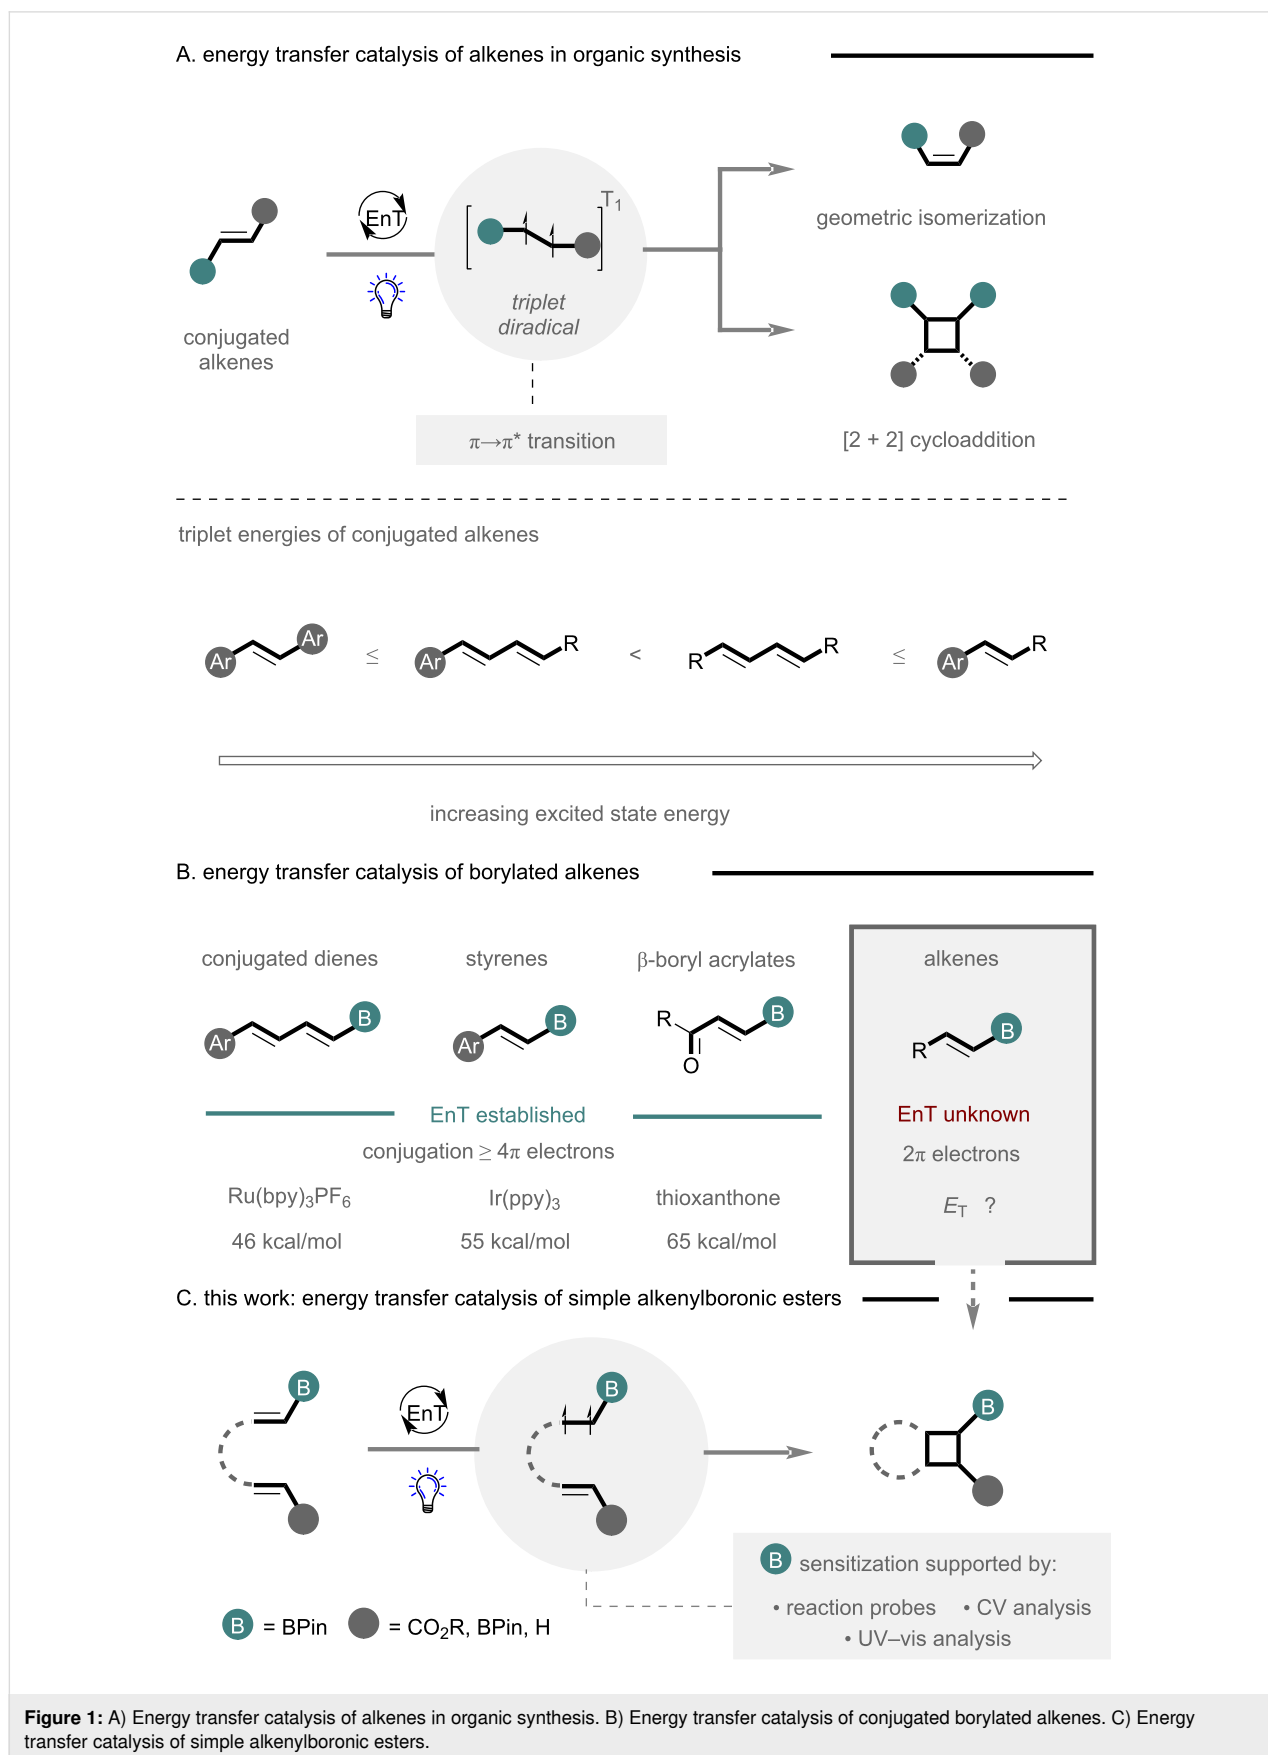 A. energy transfer catalysis of alkenes in organic synthesis
EnT
T1
conjugated
alkenes
triplet
diradical
geometric isomerization
π→π* transition
[2 + 2] cycloaddition
triplet energies of conjugated alkenes
Ar Ar ≤ Ar R < R R ≤ Ar R
increasing excited state energy
B. energy transfer catalysis of borylated alkenes
conjugated dienes styrenes β-boryl acrylates alkenes
Ar B Ar B R O B R B
EnT established EnT unknown
conjugation ≥ 4π electrons 2π electrons
Ru(bpy)3PF6 Ir(ppy)3 thioxanthone ET ?
46 kcal/mol 55 kcal/mol 65 kcal/mol
C. this work: energy transfer catalysis of simple alkenylboronic esters
B EnT B B
B sensitization supported by:
• reaction probes • CV analysis
• UV–vis analysis
B = BPin = CO2R, BPin, H
Figure 1: A) Energy transfer catalysis of alkenes in organic synthesis. B) Energy transfer catalysis of conjugated borylated alkenes. C) Energy
transfer catalysis of simple alkenylboronic esters.